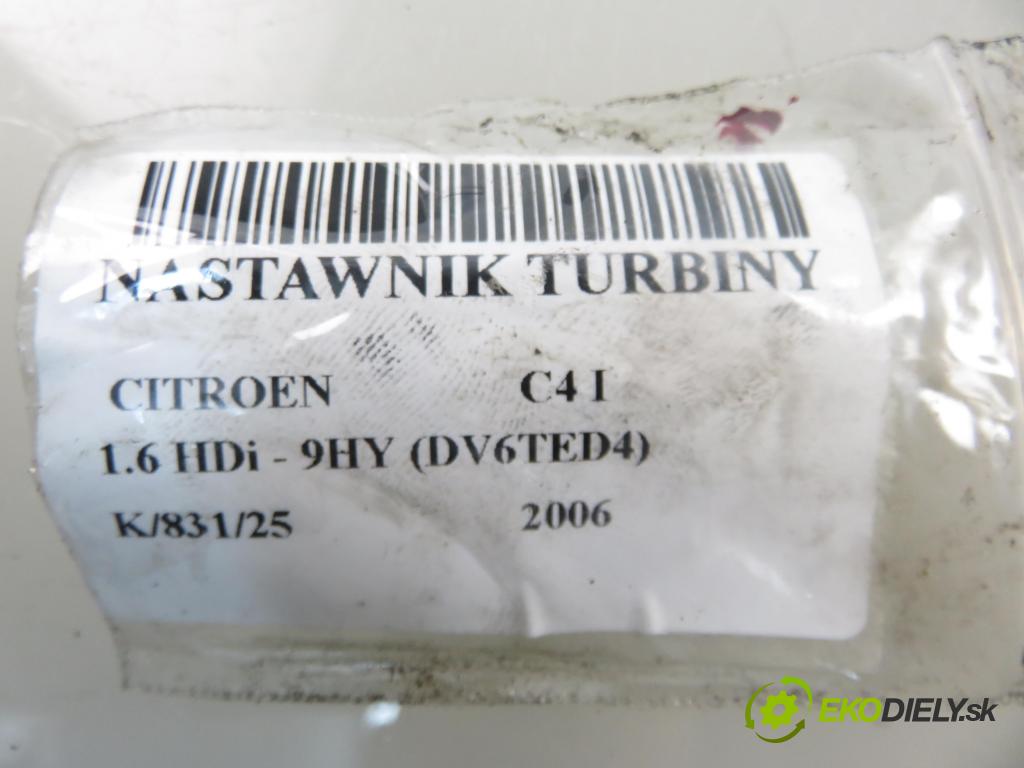 NASTAWNIK TURBINY
CITROEN C4 I
1.6 HDi - 9HY (DV6TED4)
K/831/25 2006
EKODIELY.sk